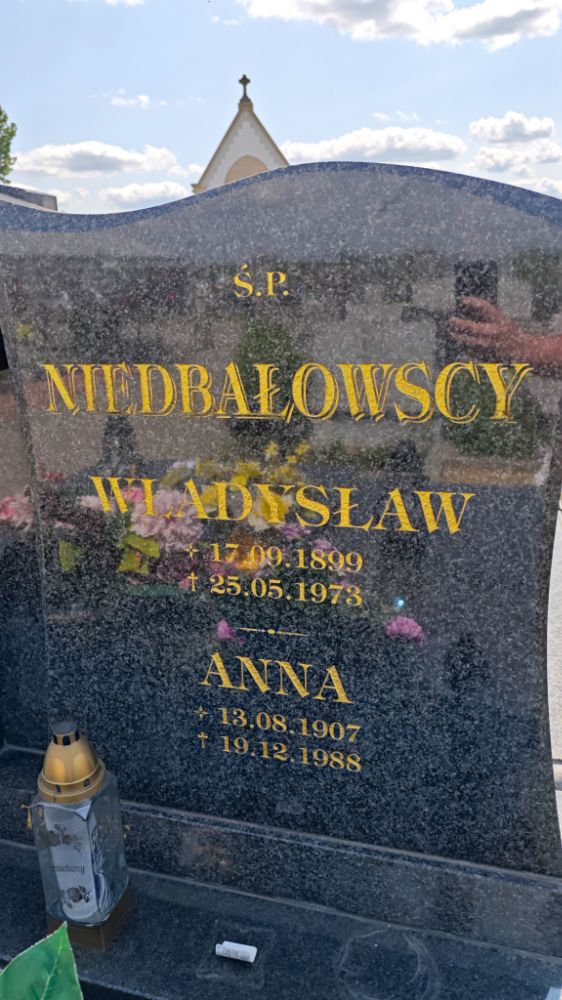 Ś.P.
NIEDBAŁOWSCY
WŁADYSŁAW
17.09.1899
† 25.05.1973
ANNA
13.08.1907
† 19.12.1988